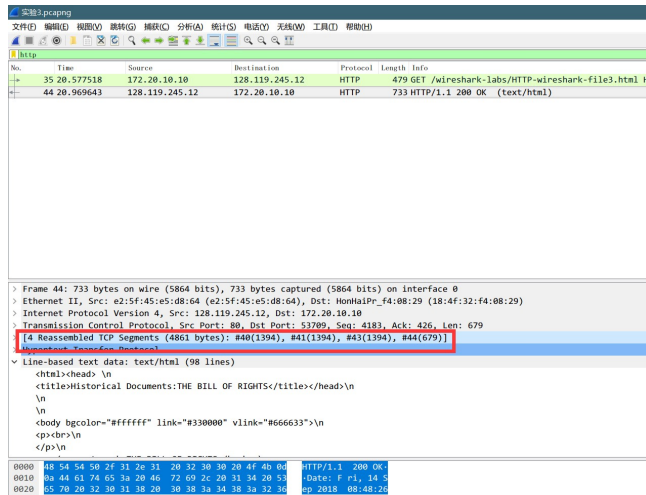 实验3.pcapng
文件(F) 编辑(E) 视图(V) 跳转(G) 捕获(C) 分析(A) 统计(S) 电话(Y) 无线(W) 工具(T) 帮助(H)
http
No. Time Source Destination Protocol Length Info
35 20.577518 172.20.10.10 128.119.245.12 HTTP 479 GET /wireshark-labs/HTTP-wireshark-file3.html H
44 20.969643 128.119.245.12 172.20.10.10 HTTP 733 HTTP/1.1 200 OK (text/html)
> Frame 44: 733 bytes on wire (5864 bits), 733 bytes captured (5864 bits) on interface 0
> Ethernet II, Src: e2:5f:45:e5:d8:64 (e2:5f:45:e5:d8:64), Dst: HonHaiPr_f4:08:29 (18:4f:32:f4:08:29)
> Internet Protocol Version 4, Src: 128.119.245.12, Dst: 172.20.10.10
> Transmission Control Protocol, Src Port: 80, Dst Port: 53709, Seq: 4183, Ack: 426, Len: 679
> [4 Reassembled TCP Segments (4861 bytes): #40(1394), #41(1394), #43(1394), #44(679)]
> Hypertext Transfer Protocol
Line-based text data: text/html (98 lines)
<html><head> \n
<title>Historical Documents:THE BILL OF RIGHTS</title></head>\n
\n
\n
<body bgcolor="#ffffff" link="#330000" vlink="#666633">\n
<p><br>\n
</p>\n
0000 48 54 54 50 2f 31 2e 31 20 32 30 30 20 4f 4b 0d HTTP/1.1 200 OK·
0010 0a 44 61 74 65 3a 20 46 72 69 2c 20 31 34 20 53 ·Date: F ri, 14 S
0020 65 70 20 32 30 31 38 20 30 38 3a 34 38 3a 32 36 ep 2018 08:48:26